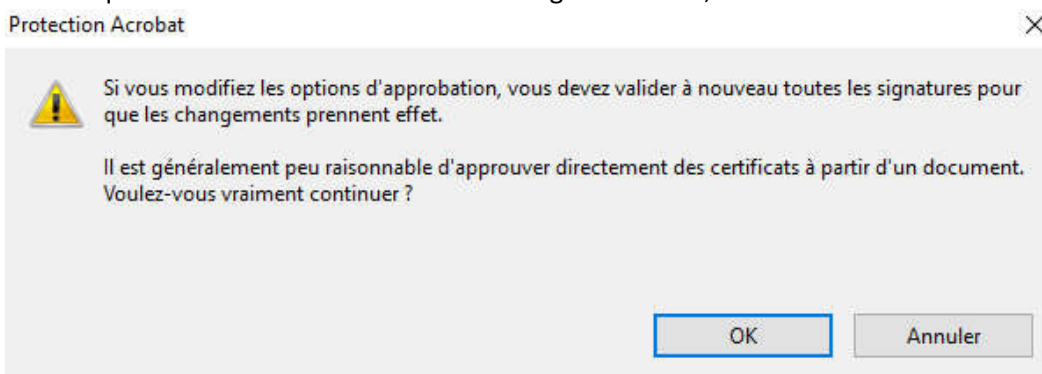 Protection Acrobat
Si vous modifiez les options d'approbation, vous devez valider à nouveau toutes les signatures pour
que les changements prennent effet.
Il est généralement peu raisonnable d'approuver directement des certificats à partir d'un document.
Voulez-vous vraiment continuer ?
OK
Annuler